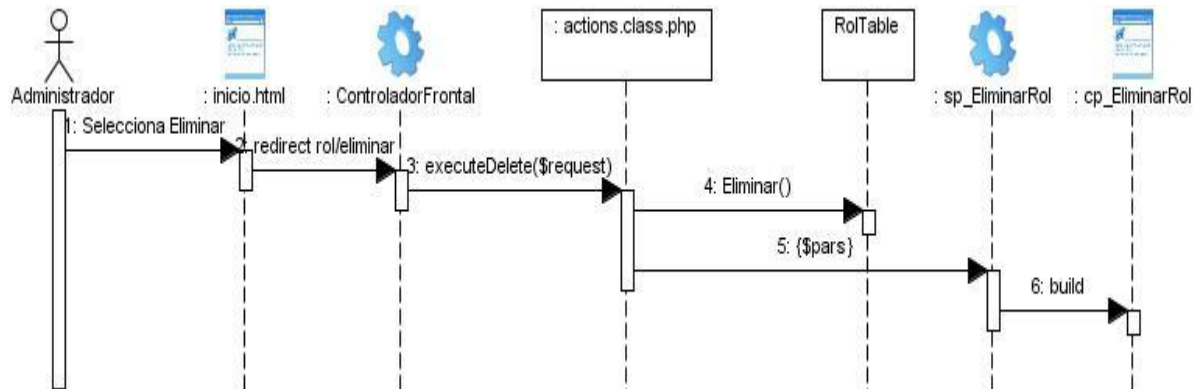 : actions.class.php
RolTable
Administrador
: inicio.html
: ControladorFrontal
: sp_EliminarRol
: cp_EliminarRol
1: Selecciona Eliminar
2: redirect rol/eliminar
3: executeDelete($request)
4: Eliminar()
5: {$pars}
6: build